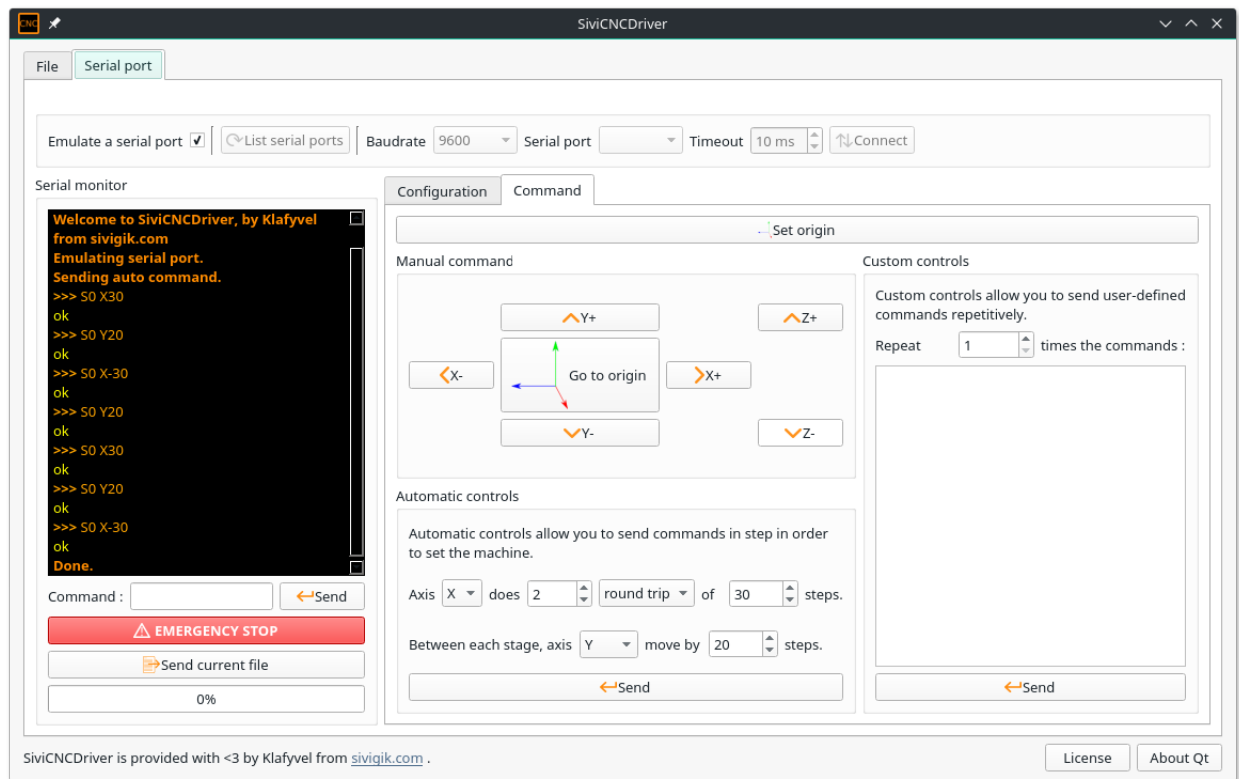 CNC
SiviCNCDriver
File
Serial port
Emulate a serial port
List serial ports
Baudrate
9600
Serial port
Timeout
10 ms
Connect
Serial monitor
Welcome to SiviCNCDriver, by Klafyvel
from sivigik.com
Emulating serial port.
Sending auto command.
>>> S0 X30
ok
>>> S0 Y20
ok
>>> S0 X-30
ok
>>> S0 Y20
ok
>>> S0 X30
ok
>>> S0 Y20
ok
>>> S0 X-30
ok
Done.
Command :
Send
EMERGENCY STOP
Send current file
0%
Configuration
Command
Set origin
Manual command
Y+
Z+
X-
Go to origin
X+
Y-
Z-
Automatic controls
Automatic controls allow you to send commands in step in order
to set the machine.
Axis X does 2 round trip of 30 steps.
Between each stage, axis Y move by 20 steps.
Send
Custom controls
Custom controls allow you to send user-defined
commands repetitively.
Repeat 1 times the commands :
Send
SiviCNCDriver is provided with <3 by Klafyvel from sivigik.com .
License
About Qt